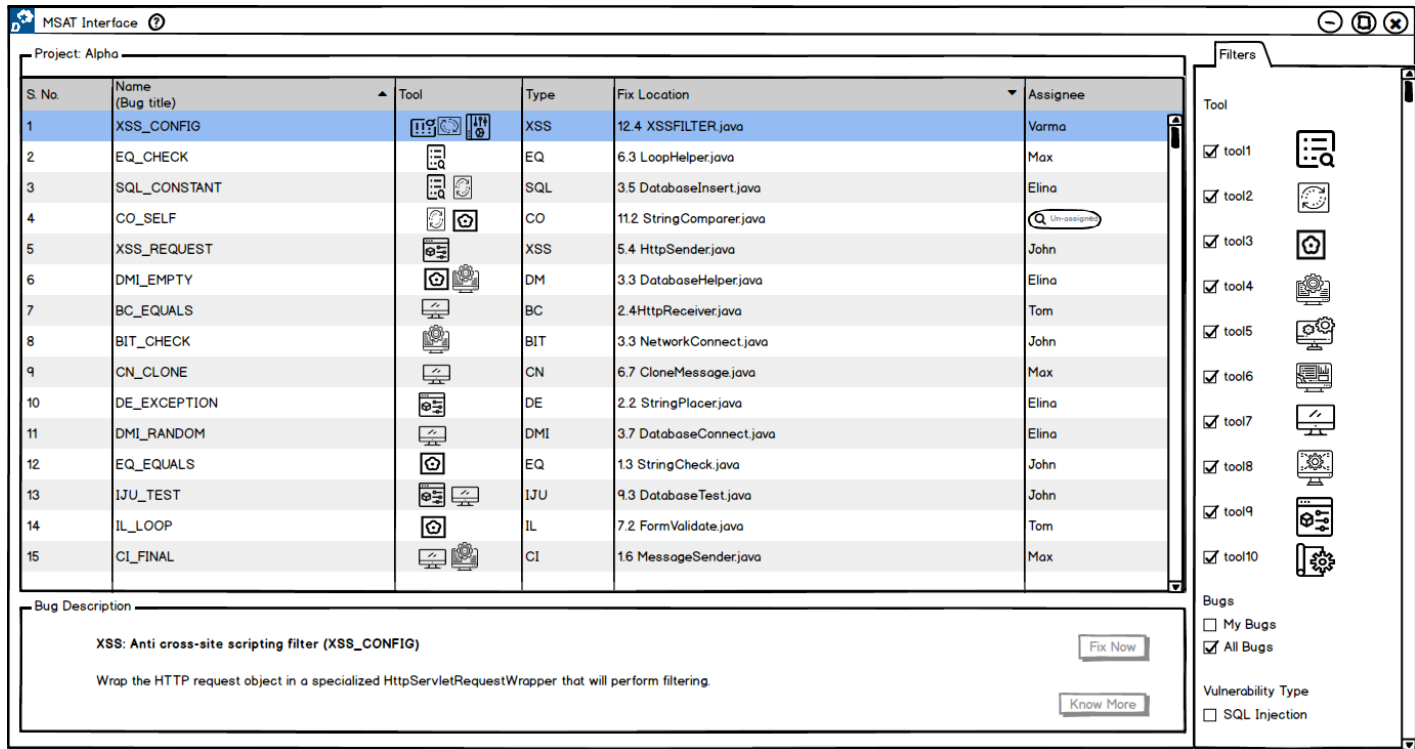 MSAT Interface ?
Project: Alpha
S. No. Name (Bug title) Tool Type Fix Location Assignee
1 XSS_CONFIG XSS 12.4 XSSFILTER.java Varma
2 EQ_CHECK EQ 6.3 LoopHelper.java Max
3 SQL_CONSTANT SQL 3.5 DatabaseInsert.java Elina
4 CO_SELF CO 11.2 StringComparer.java Un-assigned
5 XSS_REQUEST XSS 5.4 HttpSender.java John
6 DMI_EMPTY DM 3.3 DatabaseHelper.java Elina
7 BC_EQUALS BC 2.4HttpReceiver.java Tom
8 BIT_CHECK BIT 3.3 NetworkConnect.java John
9 CN_CLONE CN 6.7 CloneMessage.java Max
10 DE_EXCEPTION DE 2.2 StringPlacer.java Elina
11 DMI_RANDOM DMI 3.7 DatabaseConnect.java Elina
12 EQ_EQUALS EQ 1.3 StringCheck.java John
13 IJU_TEST IJU 9.3 DatabaseTest.java John
14 IL_LOOP IL 7.2 FormValidate.java Tom
15 CI_FINAL CI 1.6 MessageSender.java Max
Bug Description
XSS: Anti cross-site scripting filter (XSS_CONFIG)
Fix Now
Wrap the HTTP request object in a specialized HttpServletRequestWrapper that will perform filtering.
Know More
Filters
Tool
tool1
tool2
tool3
tool4
tool5
tool6
tool7
tool8
tool9
tool10
Bugs
My Bugs
All Bugs
Vulnerability Type
SQL Injection